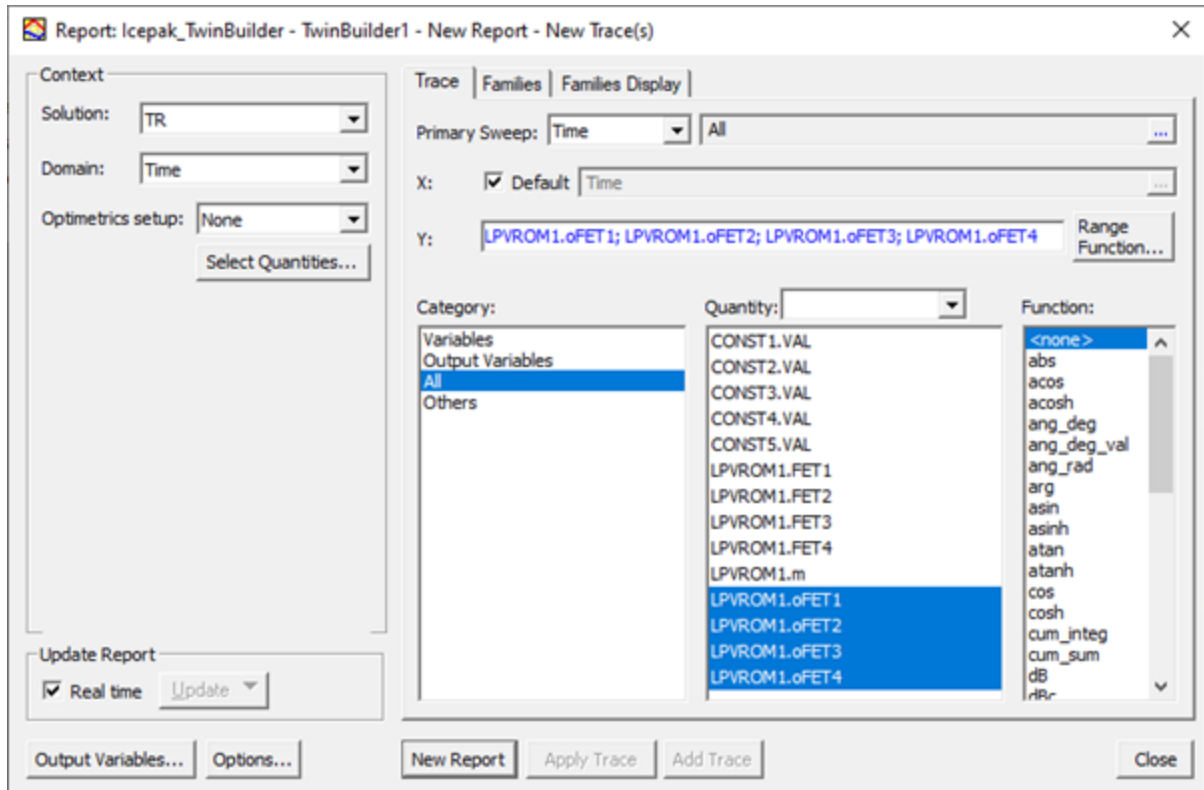 Report: Icepak_TwinBuilder - TwinBuilder1 - New Report - New Trace(s)
Context
Solution: TR
Domain: Time
Optimetrics setup: None
Select Quantities...
Update Report
Real time Update
Output Variables... Options...
Trace Families Families Display
Primary Sweep: Time All ...
X: Default Time ...
Y: LPVROM1.oFET1; LPVROM1.oFET2; LPVROM1.oFET3; LPVROM1.oFET4
Range
Function...
Category:
Variables
Output Variables
All
Others
Quantity:
CONST1.VAL
CONST2.VAL
CONST3.VAL
CONST4.VAL
CONST5.VAL
LPVROM1.FET1
LPVROM1.FET2
LPVROM1.FET3
LPVROM1.FET4
LPVROM1.m
LPVROM1.oFET1
LPVROM1.oFET2
LPVROM1.oFET3
LPVROM1.oFET4
Function:
<none>
abs
acos
acosh
ang_deg
ang_deg_val
ang_rad
arg
asin
asinh
atan
atanh
cos
cosh
cum_integ
cum_sum
dB
dBc
New Report Apply Trace Add Trace Close